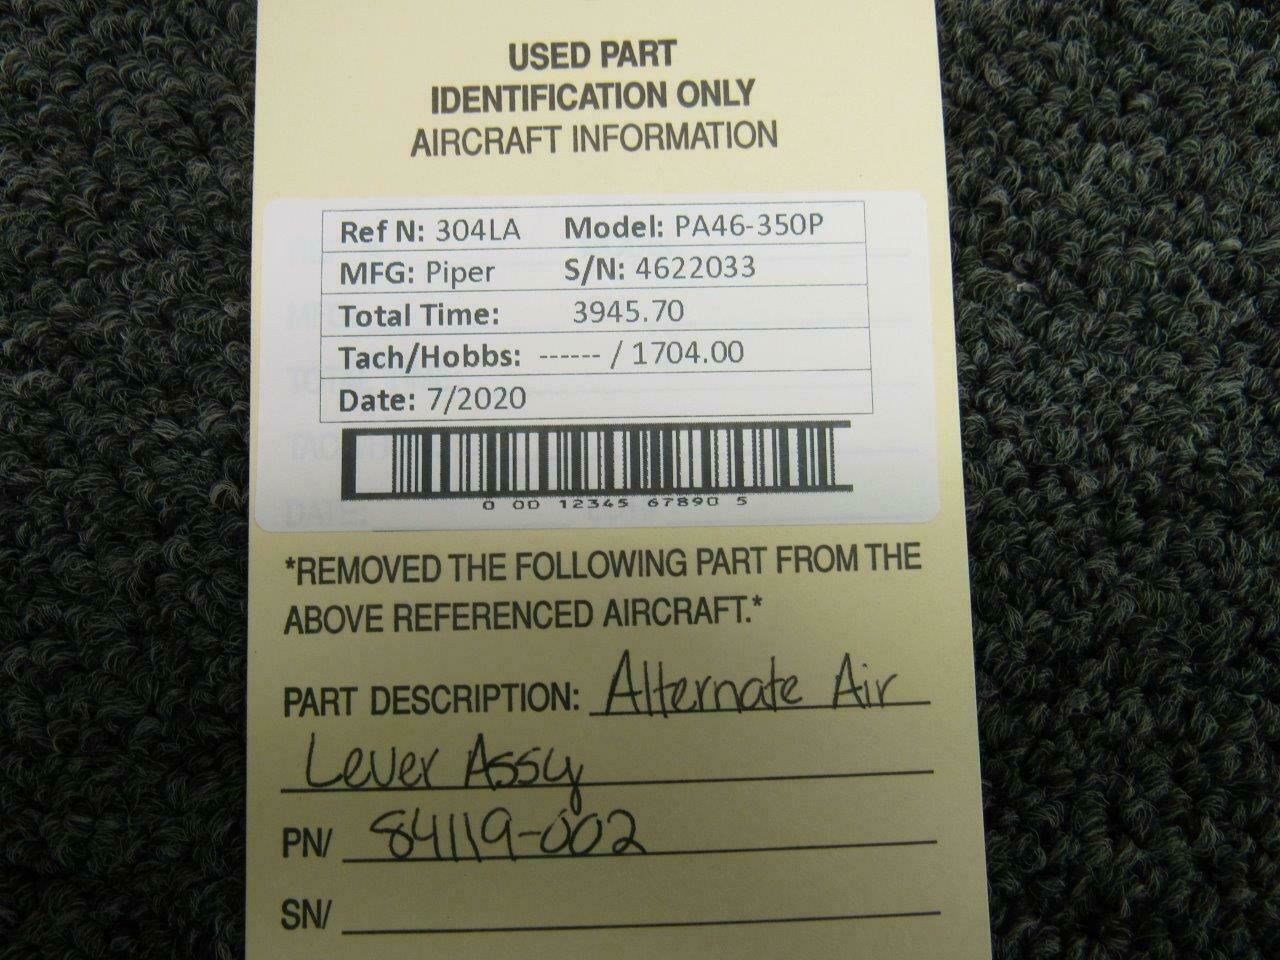 USED PART
IDENTIFICATION ONLY
AIRCRAFT INFORMATION
Ref N: 304LA Model: PA46-350P
MFG: Piper S/N: 4622033
Total Time: 3945.70
Tach/Hobbs: ------ / 1704.00
Date: 7/2020
0 00 12345 67890 5
*REMOVED THE FOLLOWING PART FROM THE
ABOVE REFERENCED AIRCRAFT.*
PART DESCRIPTION: Alternate Air
Lever Assy
PN/ 84119-002
SN/